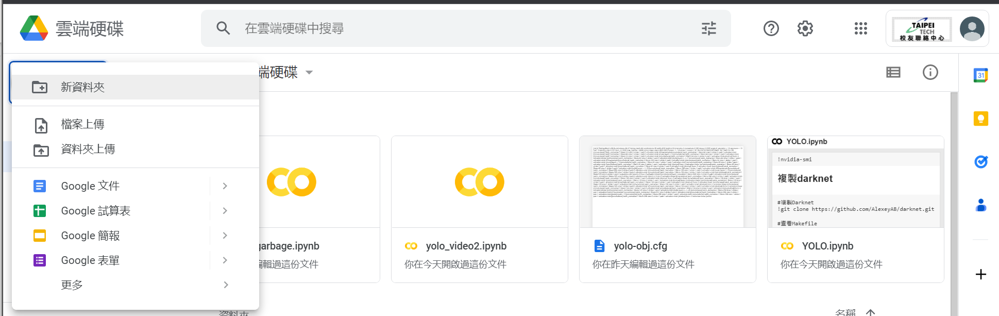 雲端硬碟
在雲端硬碟中搜尋
TAIPEI
TECH
校友聯絡中心
端硬碟
新資料夾
檔案上傳
資料夾上傳
Google 文件
Google 試算表
Google 簡報
Google 表單
更多
31
garbage.ipynb
編輯過這份文件
yolo_video2.ipynb
你在今天開啟過這份文件
yolo-obj.cfg
你在昨天編輯過這份文件
YOLO.ipynb
!nvidia-smi
複製darknet
#複製Darknet
!git clone https://github.com/AlexeyAB/darknet.git
#查看Makefile
YOLO.ipynb
你在今天開啟過這份文件
資料夾
名稱